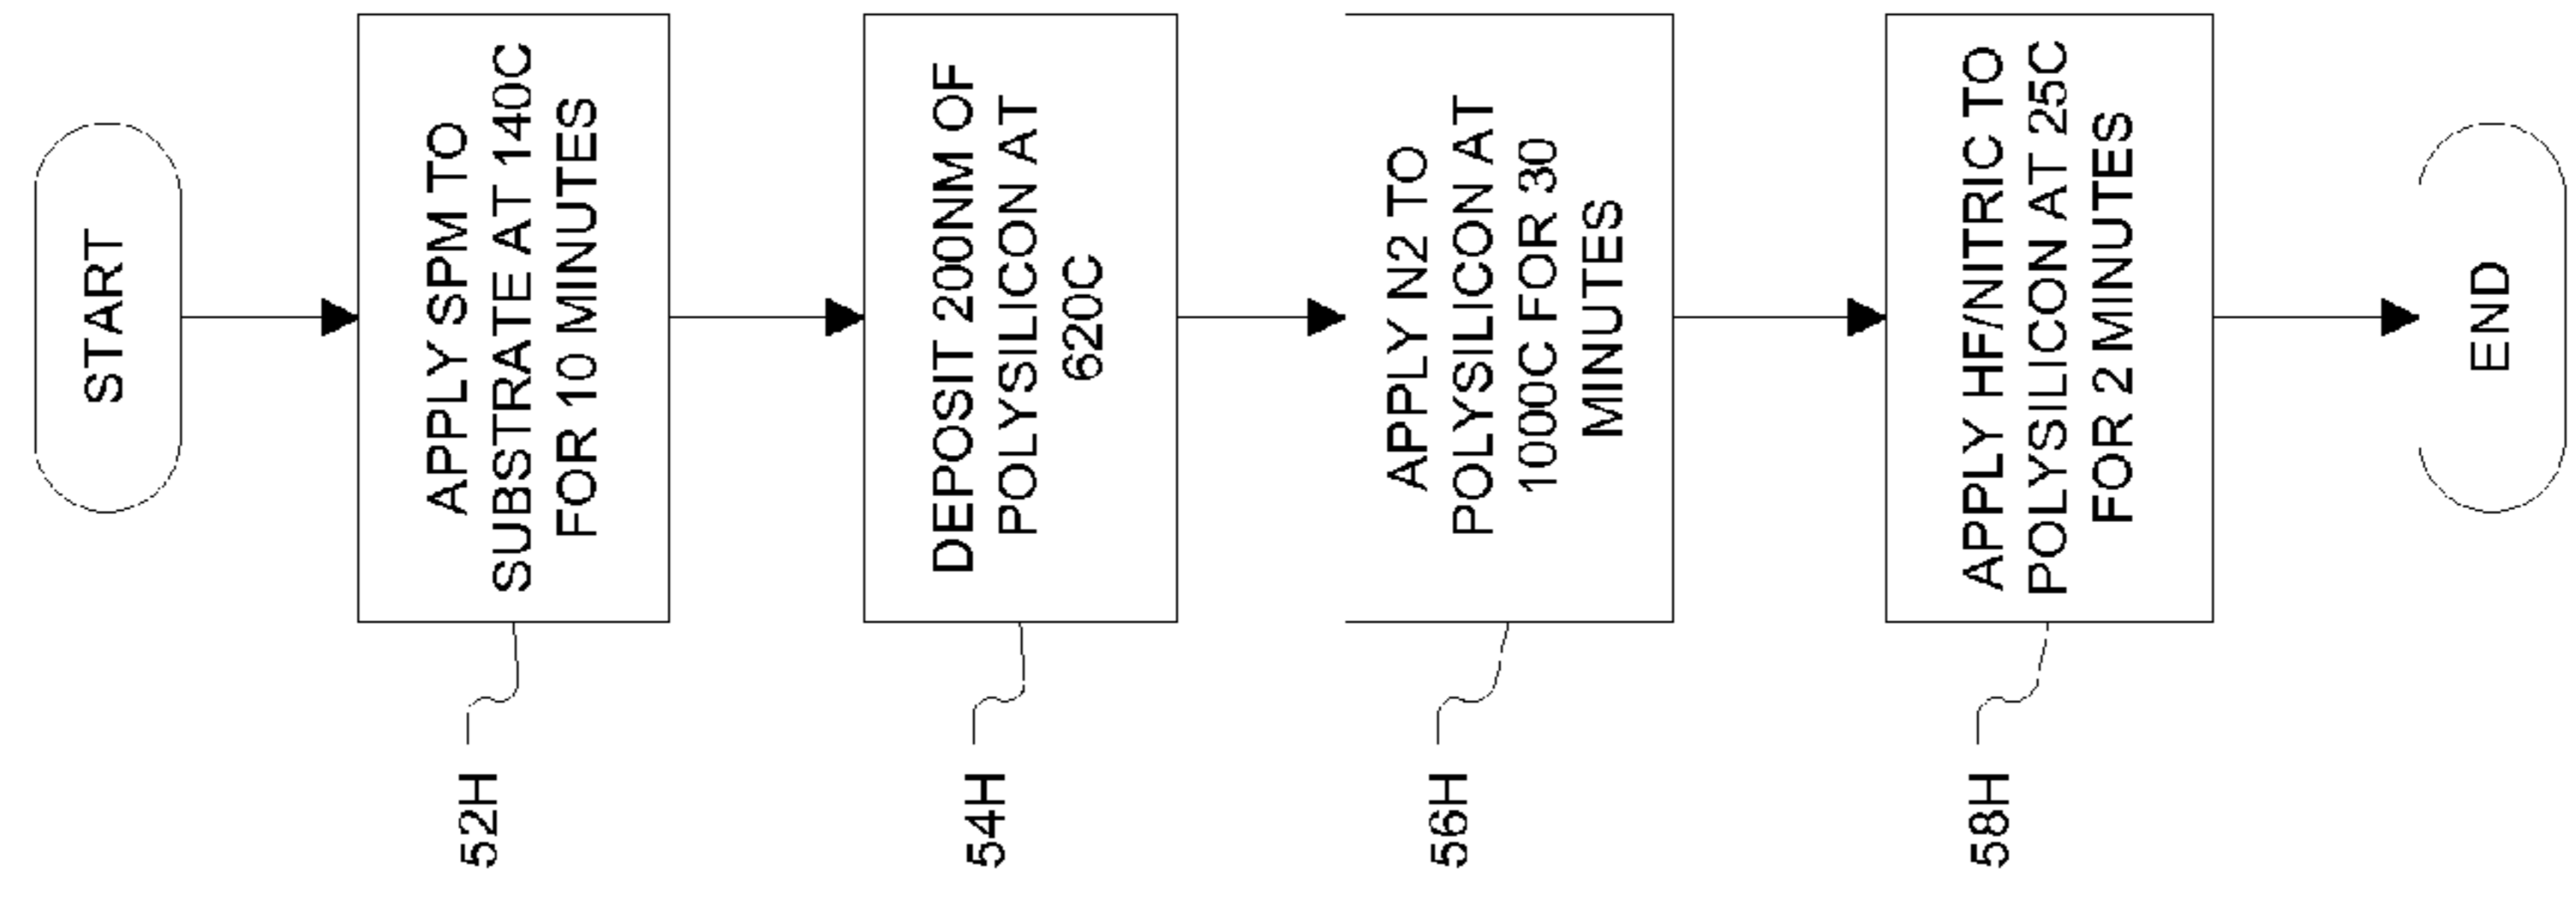 START
APPLY SPM TO
SUBSTRATE AT 140C
FOR 10 MINUTES
52H
DEPOSIT 200NM OF
POLYSILICON AT
620C
54H
APPLY N2 TO
POLYSILICON AT
1000C FOR 30
MINUTES
56H
APPLY HF/NITRIC TO
POLYSILICON AT 25C
FOR 2 MINUTES
58H
END